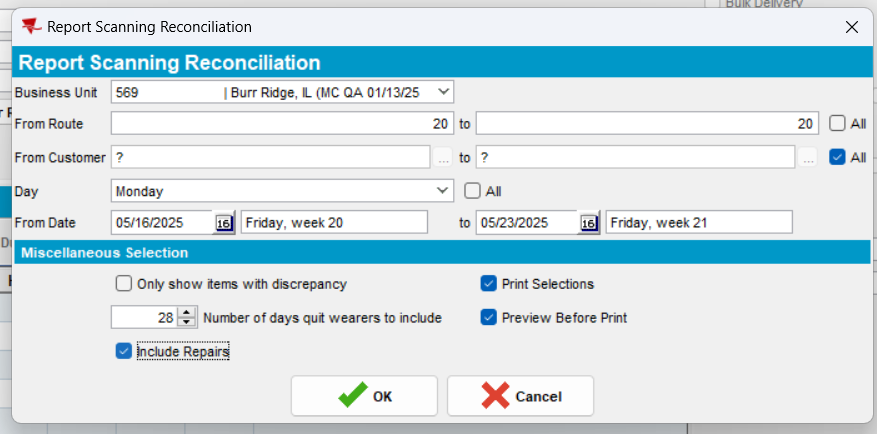 Bulk Delivery
Report Scanning Reconciliation
Report Scanning Reconciliation
Business Unit 569 | Burr Ridge, IL (MC QA 01/13/25
From Route 20 to 20 All
From Customer ? ... to ? ... All
Day Monday All
From Date 05/16/2025 16 Friday, week 20 to 05/23/2025 16 Friday, week 21
Miscellaneous Selection
Only show items with discrepancy Print Selections
28 Number of days quit wearers to include Preview Before Print
Include Repairs
OK Cancel